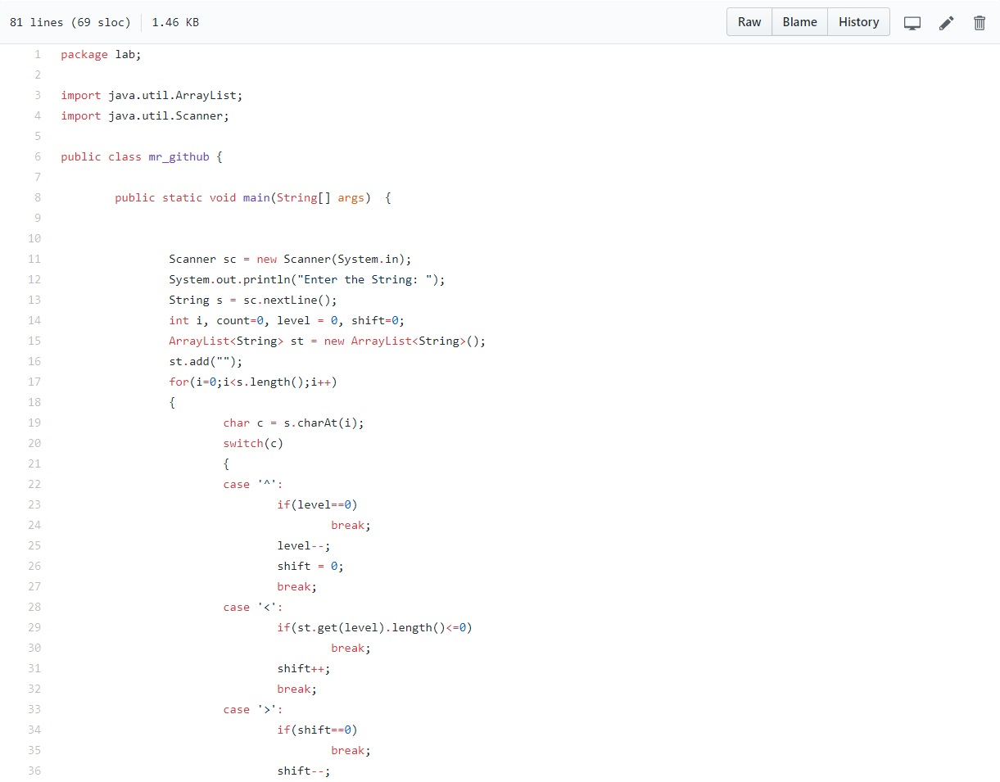 81 lines (69 sloc) 1.46 KB Raw Blame History
1 package lab;
2
3 import java.util.ArrayList;
4 import java.util.Scanner;
5
6 public class mr_github {
7
8 public static void main(String[] args)  {
9
10
11 Scanner sc = new Scanner(System.in);
12 System.out.println("Enter the String: ");
13 String s = sc.nextLine();
14 int i, count=0, level = 0, shift=0;
15 ArrayList<String> st = new ArrayList<String>();
16 st.add("");
17 for(i=0;i<s.length();i++)
18 {
19 char c = s.charAt(i);
20 switch(c)
21 {
22 case '^':
23 if(level==0)
24 break;
25 level--;
26 shift = 0;
27 break;
28 case '<':
29 if(st.get(level).length()<=0)
30 break;
31 shift++;
32 break;
33 case '>':
34 if(shift==0)
35 break;
36 shift--;